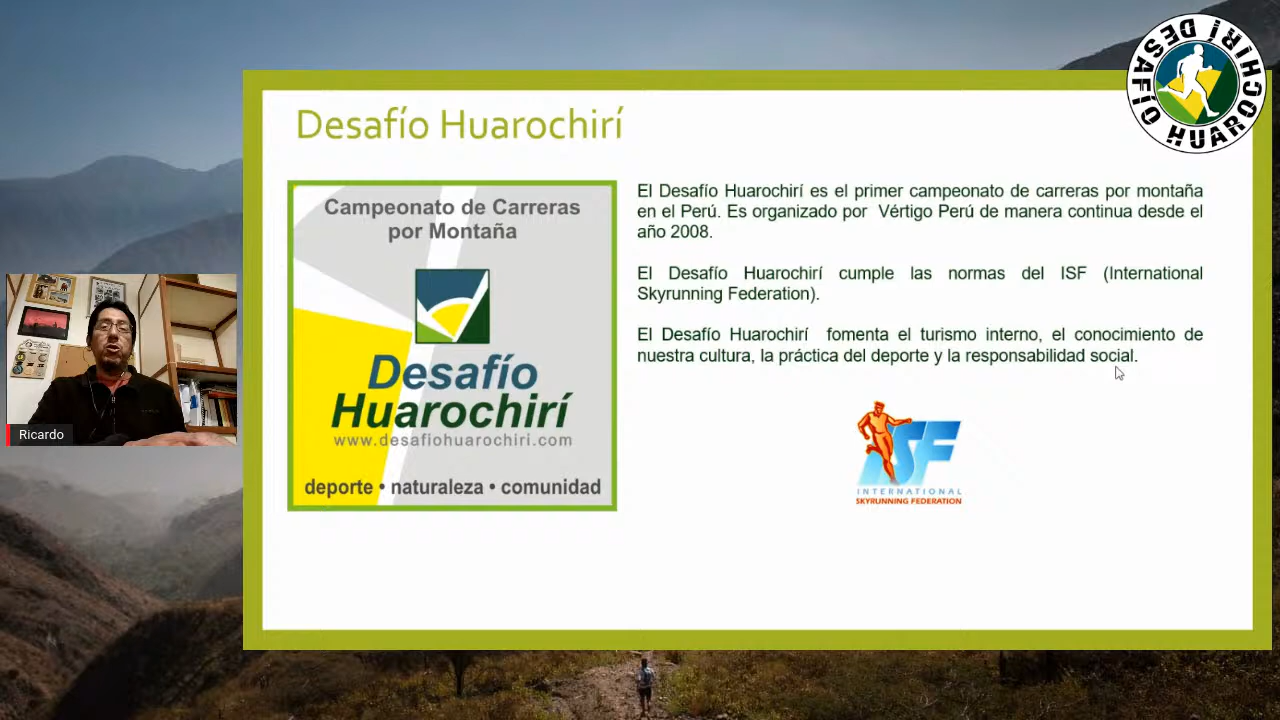 DESAFÍO HUAROCHIRÍ
Desafío Huarochirí
Campeonato de Carreras
por Montaña
Desafío
Huarochirí
www.desafiohuarochiri.com
deporte • naturaleza • comunidad
El Desafío Huarochirí es el primer campeonato de carreras por montaña
en el Perú. Es organizado por Vértigo Perú de manera continua desde el
año 2008.
El Desafío Huarochirí cumple las normas del ISF (International
Skyrunning Federation).
El Desafío Huarochirí fomenta el turismo interno, el conocimiento de
nuestra cultura, la práctica del deporte y la responsabilidad social.
ISF
INTERNATIONAL
SKYRUNNING FEDERATION
Ricardo